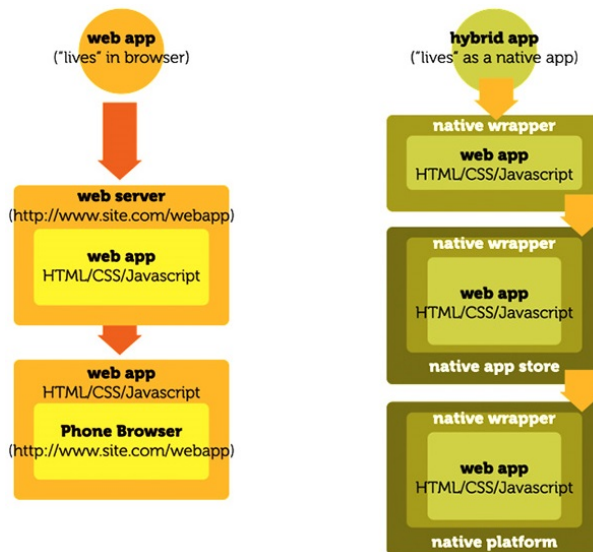 web app
("lives" in browser)
web server
(http://www.site.com/webapp)
web app
HTML/CSS/Javascript
web app
HTML/CSS/Javascript
Phone Browser
(http://www.site.com/webapp)
hybrid app
("lives" as a native app)
native wrapper
web app
HTML/CSS/Javascript
native wrapper
web app
HTML/CSS/Javascript
native app store
native wrapper
web app
HTML/CSS/Javascript
native platform